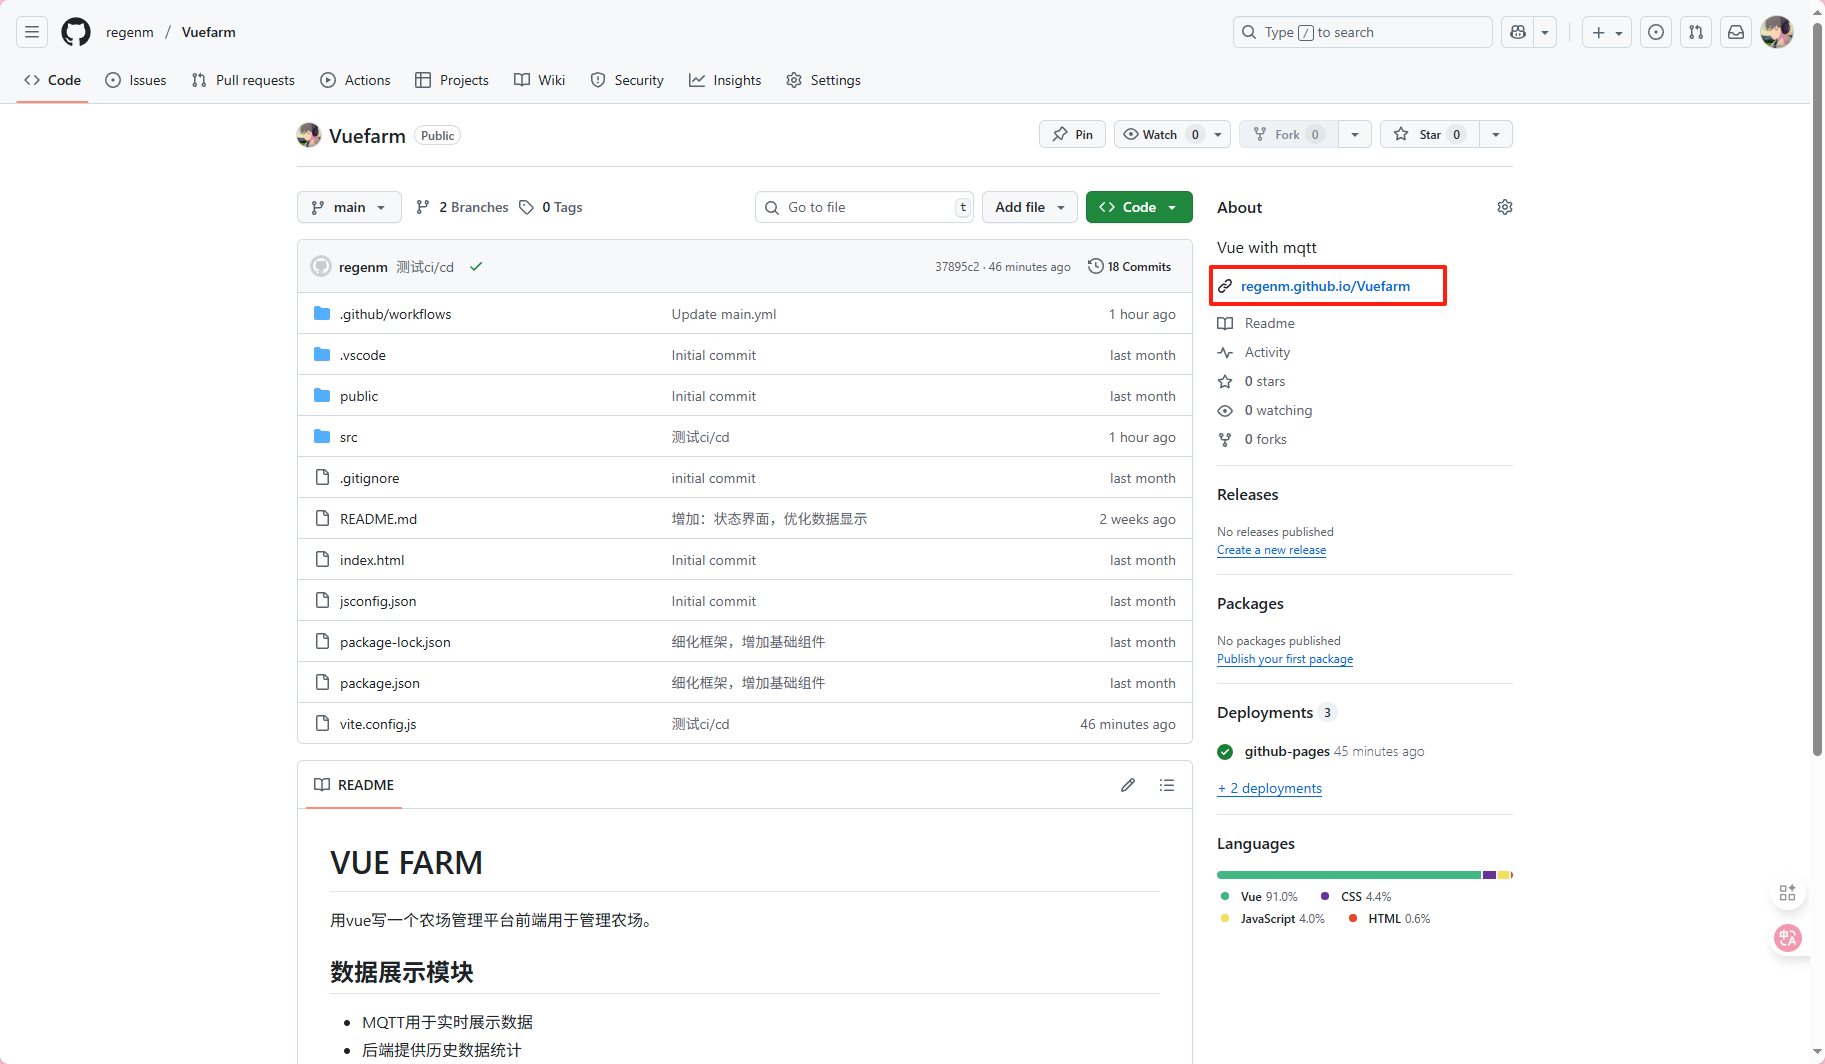 regenm / Vuefarm
Type / to search
Code Issues Pull requests Actions Projects Wiki Security Insights Settings
Vuefarm Public
Pin Watch 0 Fork 0 Star 0
main 2 Branches 0 Tags Go to file t Add file Code
regenm 测试ci/cd 37895c2 · 46 minutes ago 18 Commits
.github/workflows Update main.yml 1 hour ago
.vscode Initial commit last month
public Initial commit last month
src 测试ci/cd 1 hour ago
.gitignore initial commit last month
README.md 增加：状态界面，优化数据显示 2 weeks ago
index.html Initial commit last month
jsconfig.json Initial commit last month
package-lock.json 细化框架，增加基础组件 last month
package.json 细化框架，增加基础组件 last month
vite.config.js 测试ci/cd 46 minutes ago
README
VUE FARM
用vue写一个农场管理平台前端用于管理农场。
数据展示模块
MQTT用于实时展示数据
后端提供历史数据统计
About
Vue with mqtt
regenm.github.io/Vuefarm
Readme
Activity
0 stars
0 watching
0 forks
Releases
No releases published
Create a new release
Packages
No packages published
Publish your first package
Deployments 3
github-pages 45 minutes ago
+ 2 deployments
Languages
Vue 91.0% CSS 4.4%
JavaScript 4.0% HTML 0.6%